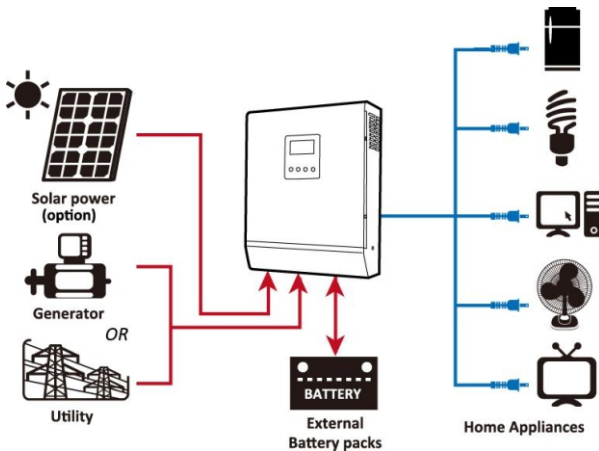 Solar power
(option)
Generator
OR
Utility
BATTERY
External
Battery packs
Home Appliances